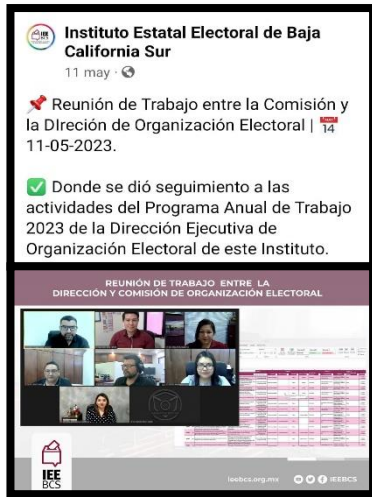 Instituto Estatal Electoral de Baja
California Sur
11 may ·
Reunión de Trabajo entre la Comisión y
la DIreción de Organización Electoral |
11-05-2023.
Donde se dió seguimiento a las
actividades del Programa Anual de Trabajo
2023 de la Dirección Ejecutiva de
Organización Electoral de este Instituto.
REUNIÓN DE TRABAJO ENTRE LA
DIRECCIÓN Y COMISIÓN DE ORGANIZACIÓN ELECTORAL
IEE
BCS
ieebcs.org.mx IEEBCS